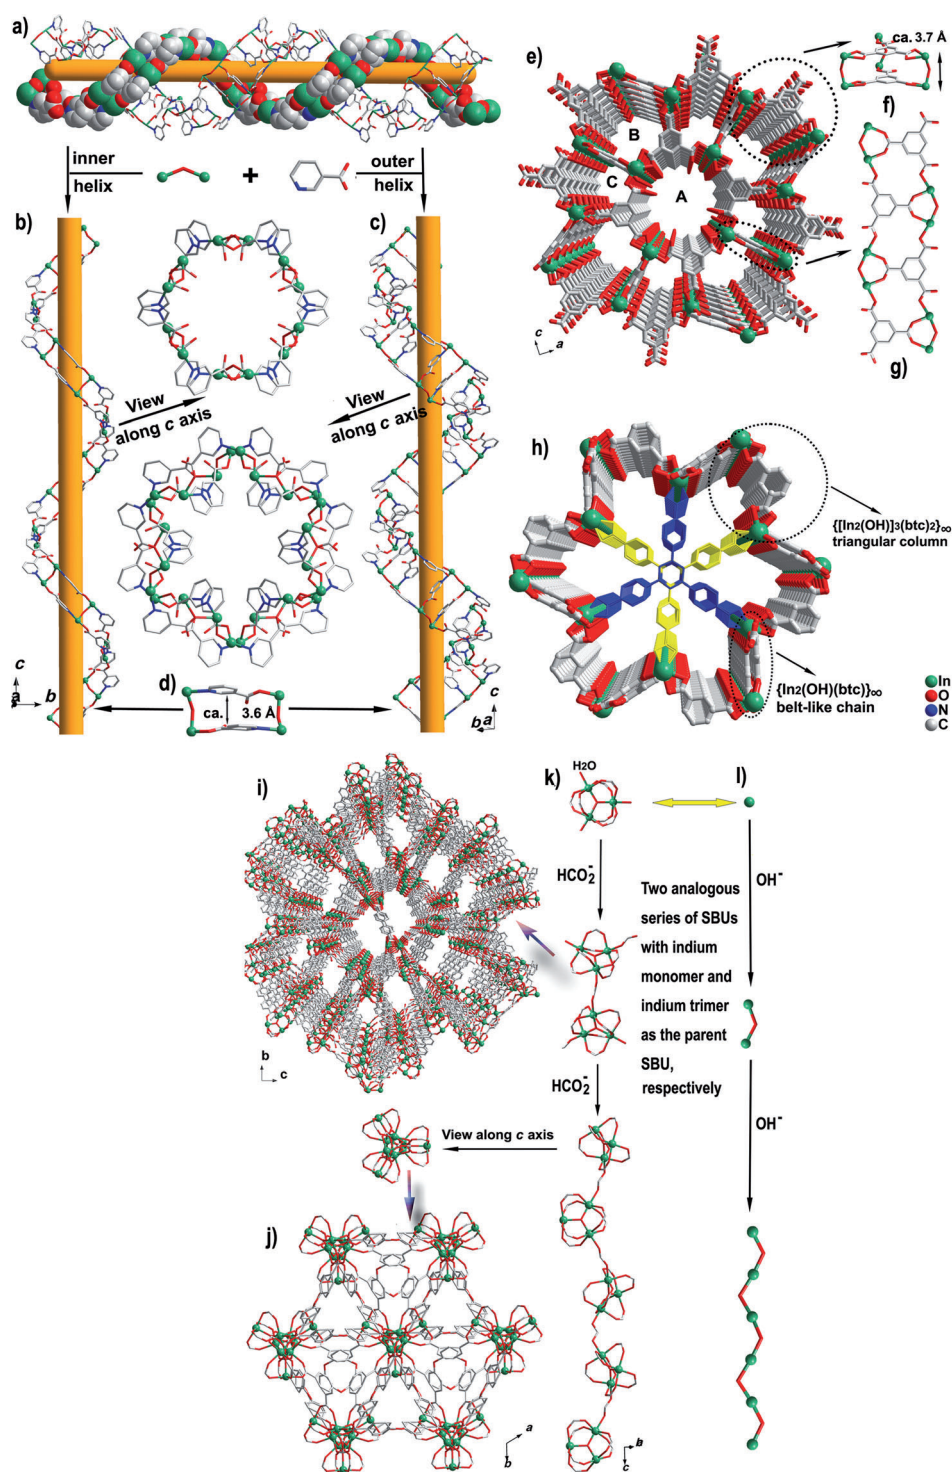 a)
inner
helix
+
outer
helix
b)
c)
View
along c axis
View
along c axis
d)
ca.
3.6 Å
c
a
b
c
b
a
e)
B
C
A
c
a
ca. 3.7 Å
f)
g)
h)
{[In2(OH)]3(btc)2}∞
triangular column
{In2(OH)(btc)}∞
belt-like chain
In
O
N
C
i)
b
c
k)
H2O
l)
HCO2-
Two analogous
series of SBUs
with indium
monomer and
indium trimer
as the parent
SBU,
respectively
OH-
HCO2-
OH-
View along c axis
j)
a
b
c